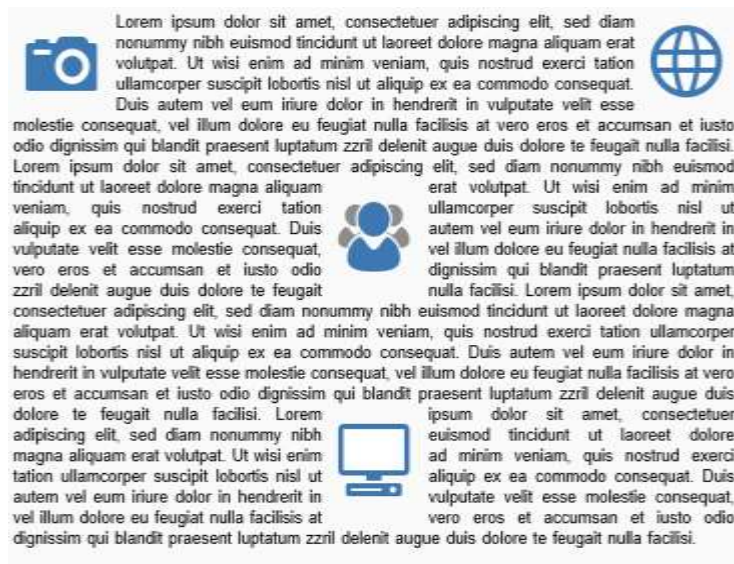 Lorem ipsum dolor sit amet, consectetuer adipiscing elit, sed diam
nonummy nibh euismod tincidunt ut laoreet dolore magna aliquam erat
volutpat. Ut wisi enim ad minim veniam, quis nostrud exerci tation
ullamcorper suscipit lobortis nisl ut aliquip ex ea commodo consequat.
Duis autem vel eum iriure dolor in hendrerit in vulputate velit esse
molestie consequat, vel illum dolore eu feugiat nulla facilisis at vero eros et accumsan et iusto
odio dignissim qui blandit praesent luptatum zzril delenit augue duis dolore te feugait nulla facilisi.
Lorem ipsum dolor sit amet, consectetuer adipiscing elit, sed diam nonummy nibh euismod
tincidunt ut laoreet dolore magna aliquam erat volutpat. Ut wisi enim ad minim
veniam, quis nostrud exerci tation ullamcorper suscipit lobortis nisl ut
aliquip ex ea commodo consequat. Duis autem vel eum iriure dolor in hendrerit in
vulputate velit esse molestie consequat, vel illum dolore eu feugiat nulla facilisis at
vero eros et accumsan et iusto odio dignissim qui blandit praesent luptatum
zzril delenit augue duis dolore te feugait nulla facilisi. Lorem ipsum dolor sit amet,
consectetuer adipiscing elit, sed diam nonummy nibh euismod tincidunt ut laoreet dolore magna
aliquam erat volutpat. Ut wisi enim ad minim veniam, quis nostrud exerci tation ullamcorper
suscipit lobortis nisl ut aliquip ex ea commodo consequat. Duis autem vel eum iriure dolor in
hendrerit in vulputate velit esse molestie consequat, vel illum dolore eu feugiat nulla facilisis at vero
eros et accumsan et iusto odio dignissim qui blandit praesent luptatum zzril delenit augue duis
dolore te feugait nulla facilisi. Lorem ipsum dolor sit amet, consectetuer
adipiscing elit, sed diam nonummy nibh euismod tincidunt ut laoreet dolore
magna aliquam erat volutpat. Ut wisi enim ad minim veniam, quis nostrud exerci
tation ullamcorper suscipit lobortis nisl ut aliquip ex ea commodo consequat. Duis
autem vel eum iriure dolor in hendrerit in vulputate velit esse molestie consequat,
vel illum dolore eu feugiat nulla facilisis at vero eros et accumsan et iusto odio
dignissim qui blandit praesent luptatum zzril delenit augue duis dolore te feugait nulla facilisi.